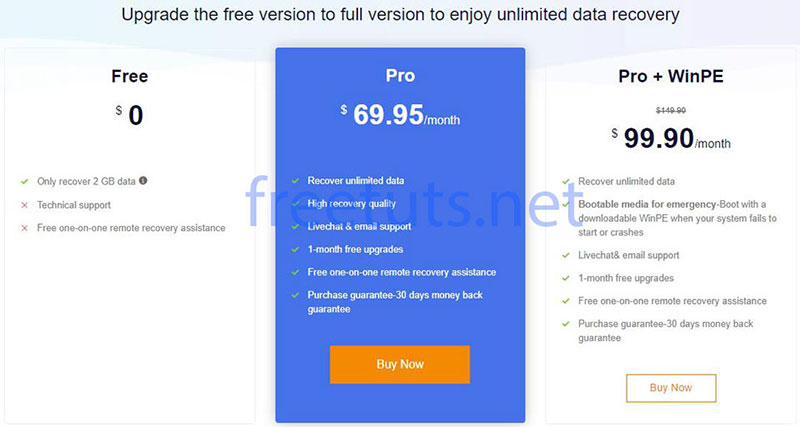 Upgrade the free version to full version to enjoy unlimited data recovery
Free
$ 0
Only recover 2 GB data
Technical support
Free one-on-one remote recovery assistance
Pro
$ 69.95/month
Recover unlimited data
High recovery quality
Livechat & email support
1-month free upgrades
Free one-on-one remote recovery assistance
Purchase guarantee-30 days money back
guarantee
Buy Now
Pro + WinPE
$149.90
$ 99.90/month
Recover unlimited data
Bootable media for emergency-Boot with a
downloadable WinPE when your system fails to
start or crashes
Livechat& email support
1-month free upgrades
Free one-on-one remote recovery assistance
Purchase guarantee-30 days money back
guarantee
Buy Now
freetuts.net